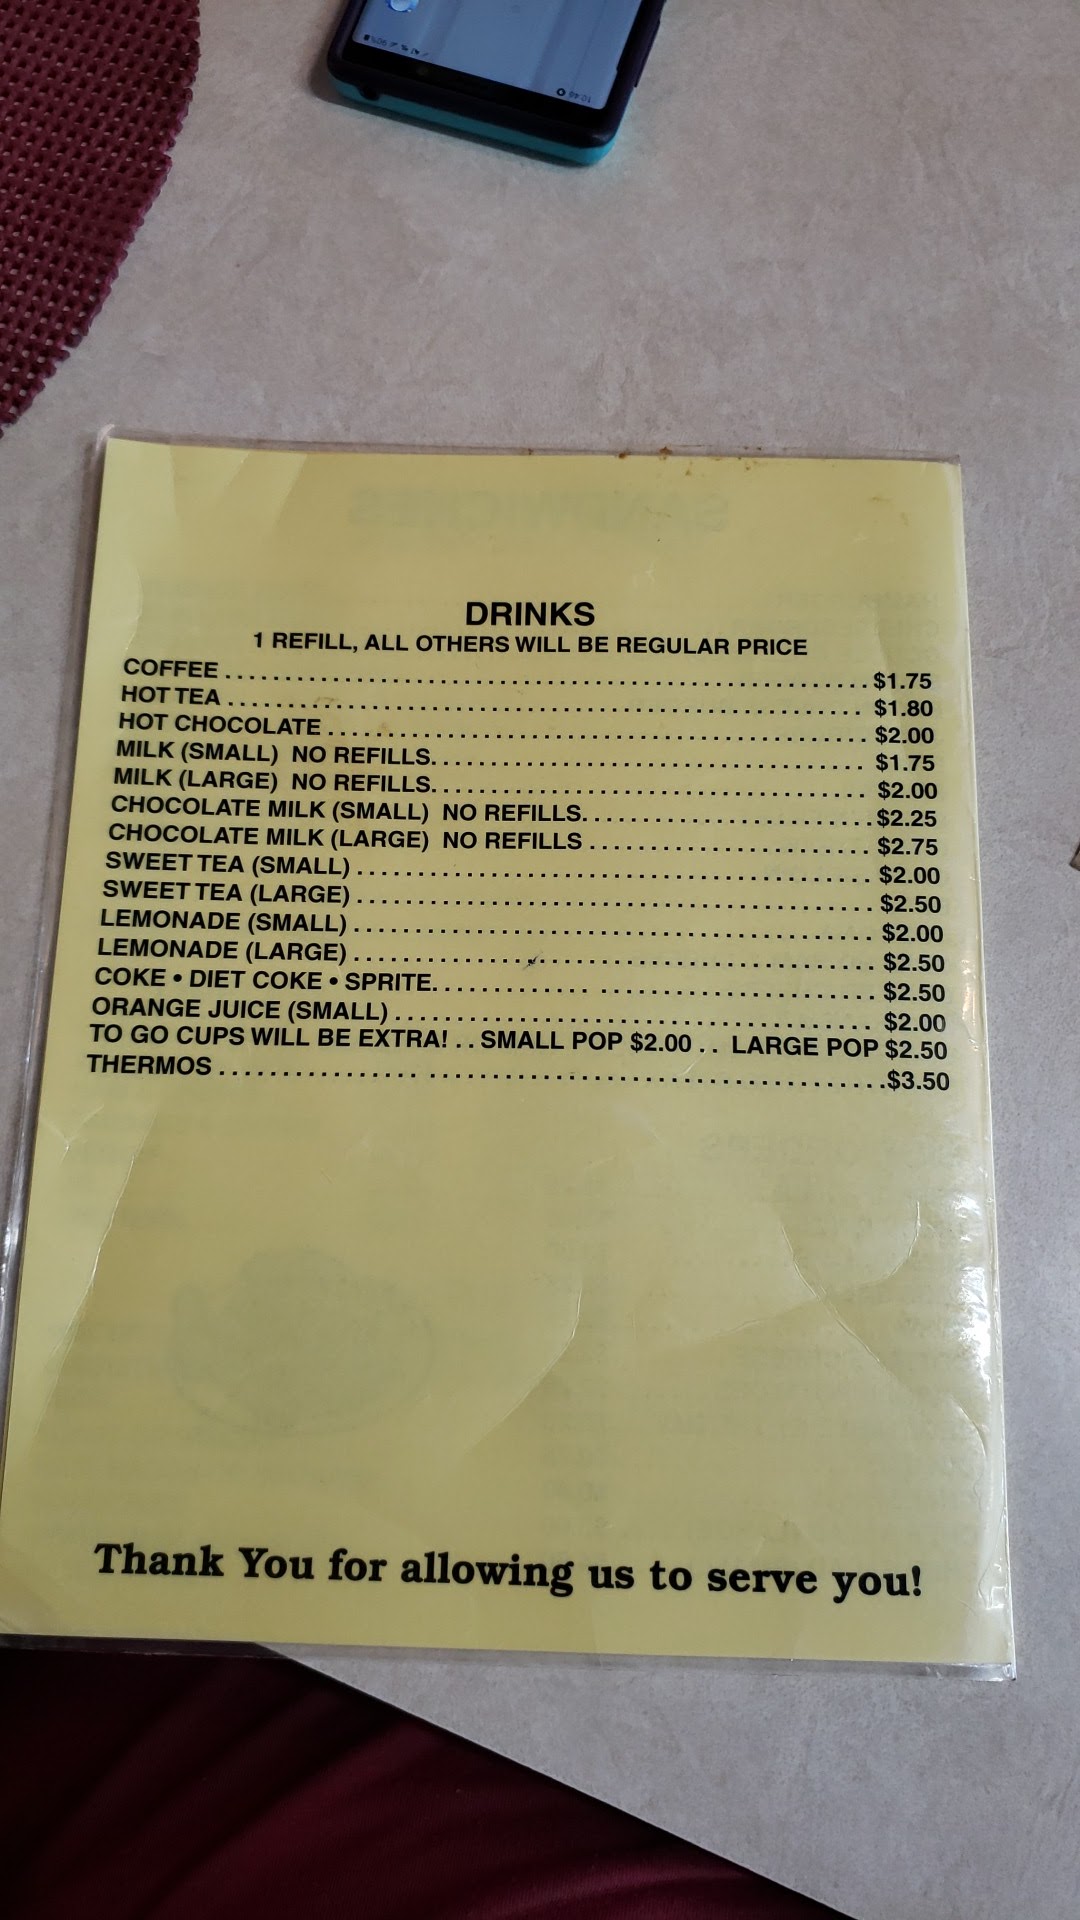 DRINKS
1 REFILL, ALL OTHERS WILL BE REGULAR PRICE
COFFEE . . . . . . . . . . . . . . . . . . . . . . . . . . . . . . $1.75
HOT TEA . . . . . . . . . . . . . . . . . . . . . . . . . . . . . . $1.80
HOT CHOCOLATE . . . . . . . . . . . . . . . . . . . . . . . . . $2.00
MILK (SMALL) NO REFILLS. . . . . . . . . . . . . . . . . . . . $1.75
MILK (LARGE) NO REFILLS. . . . . . . . . . . . . . . . . . . . $2.00
CHOCOLATE MILK (SMALL) NO REFILLS. . . . . . . . . . . . $2.25
CHOCOLATE MILK (LARGE) NO REFILLS . . . . . . . . . . . . $2.75
SWEET TEA (SMALL) . . . . . . . . . . . . . . . . . . . . . . . $2.00
SWEET TEA (LARGE) . . . . . . . . . . . . . . . . . . . . . . . $2.50
LEMONADE (SMALL) . . . . . . . . . . . . . . . . . . . . . . . $2.00
LEMONADE (LARGE) . . . . . . . . . . . . . . . . . . . . . . . $2.50
COKE • DIET COKE • SPRITE. . . . . . . . . . . . . . . . . . . $2.50
ORANGE JUICE (SMALL) . . . . . . . . . . . . . . . . . . . . . $2.00
TO GO CUPS WILL BE EXTRA! . . SMALL POP $2.00 . . LARGE POP $2.50
THERMOS . . . . . . . . . . . . . . . . . . . . . . . . . . . . . . $3.50
Thank You for allowing us to serve you!